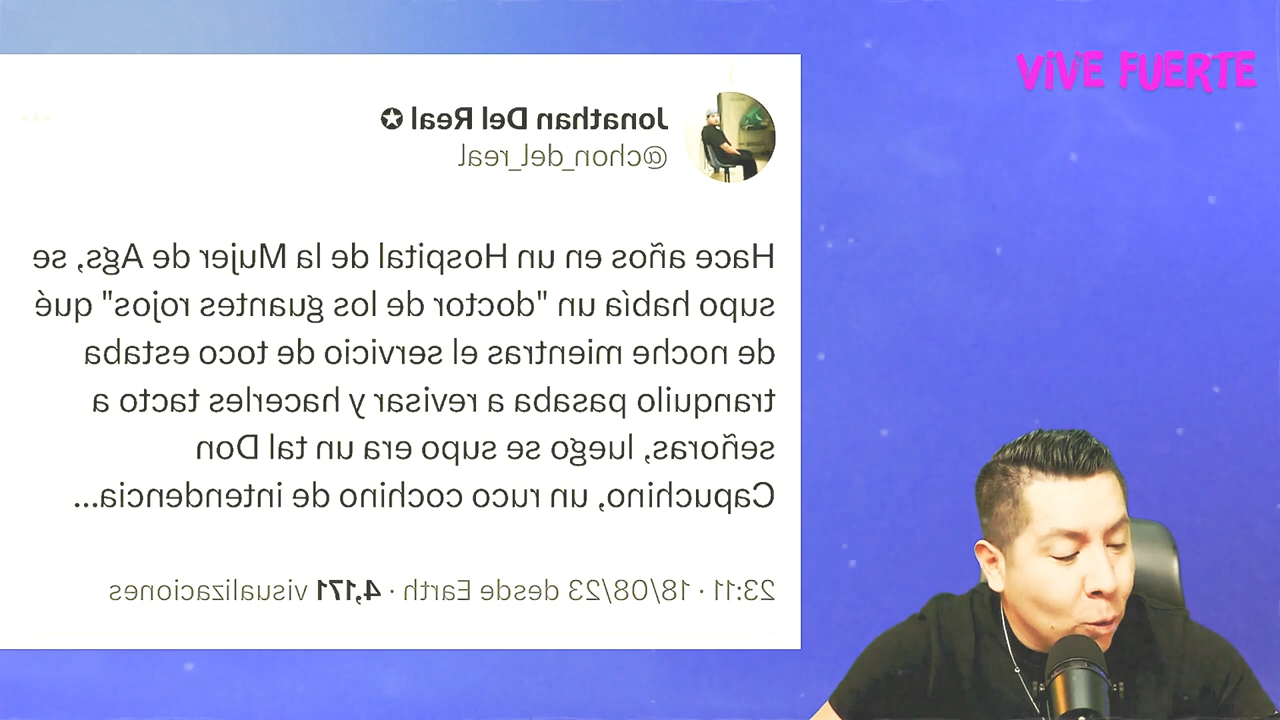 VIVE FUERTE
Jonathan Del Real
@chon_del_real
Hace años en un Hospital de la Mujer de Ags, se
supo había un "doctor de los guantes rojos" qué
de noche mientras el servicio de toco estaba
tranquilo pasaba a revisar y hacerles tacto a
señoras, luego se supo era un tal Don
Capuchino, un ruco cochino de intendencia...
23:11 · 18/08/23 desde Earth · 4,171 visualizaciones